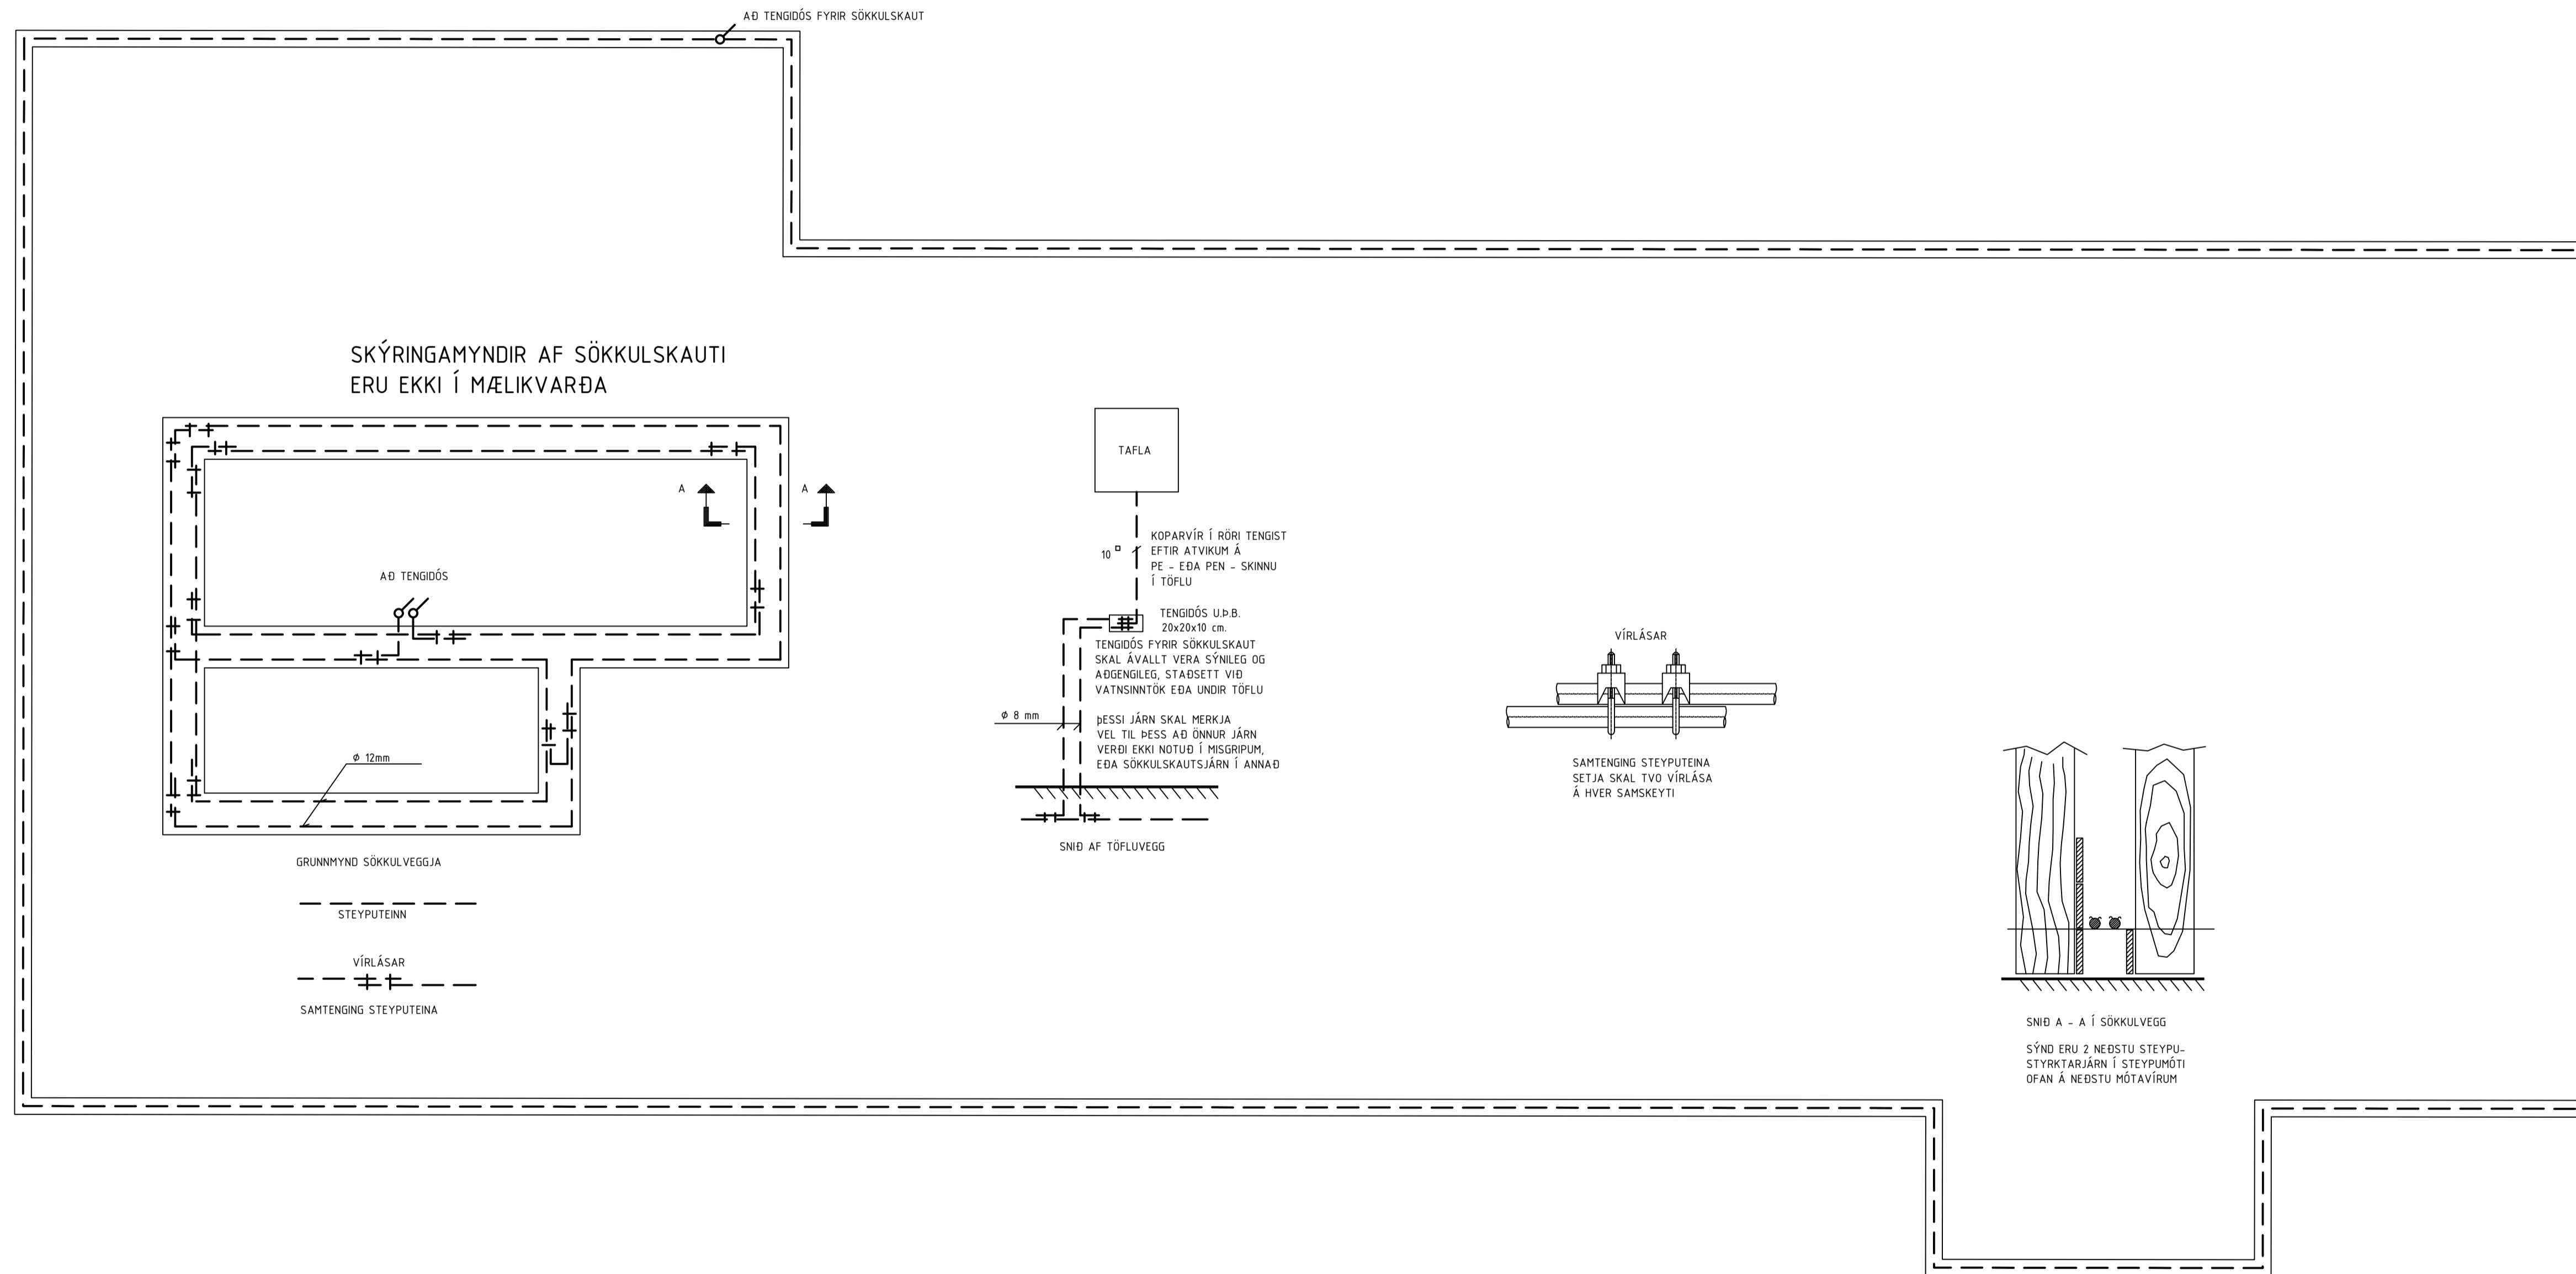 AÐ TENGIDÓS FYRIR SÖKKULSKAUT
SKÝRINGAMYNDIR AF SÖKKULSKAUTI
ERU EKKI Í MÆLIKVARÐA
A
A
AÐ TENGIDÓS
ø 12mm
GRUNNMYND SÖKKULVEGGJA
STEYPUTEINN
VÍRLÁSAR
SAMTENGING STEYPUTEINA
TAFLA
10
KOPARVÍR Í RÖRI TENGIST
EFTIR ATVIKUM Á
PE - EÐA PEN - SKINNU
Í TÖFLU
TENGIDÓS U.Þ.B.
20x20x10 cm.
TENGIDÓS FYRIR SÖKKULSKAUT
SKAL ÁVALLT VERA SÝNILEG OG
AÐGENGILEG, STAÐSETT VIÐ
VATNSINNTÖK EÐA UNDIR TÖFLU
ø 8 mm
ÞESSI JÁRN SKAL MERKJA
VEL TIL ÞESS AÐ ÖNNUR JÁRN
VERÐI EKKI NOTUÐ Í MISGRIPUM,
EÐA SÖKKULSKAUTSJÁRN Í ANNAÐ
SNIÐ AF TÖFLUVEGG
VÍRLÁSAR
SAMTENGING STEYPUTEINA
SETJA SKAL TVO VÍRLÁSA
Á HVER SAMSKEYTI
SNIÐ A - A Í SÖKKULVEGG
SÝND ERU 2 NEÐSTU STEYPU-
STYRKTARJÁRN Í STEYPUMÓTI
OFAN Á NEÐSTU MÓTAVÍRUM